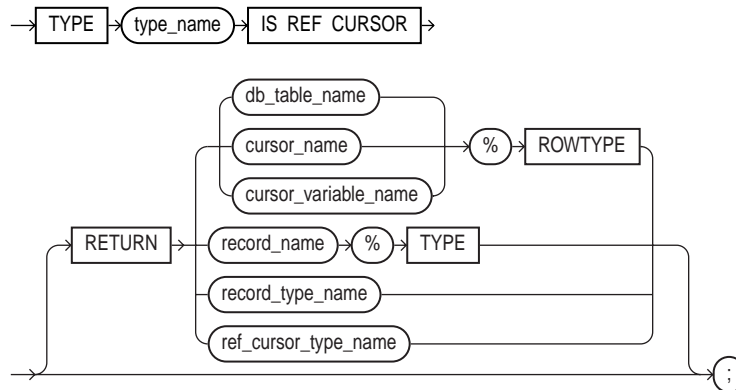 TYPE type_name IS REF CURSOR
db_table_name
cursor_name % ROWTYPE
cursor_variable_name
RETURN record_name % TYPE
record_type_name
ref_cursor_type_name
;